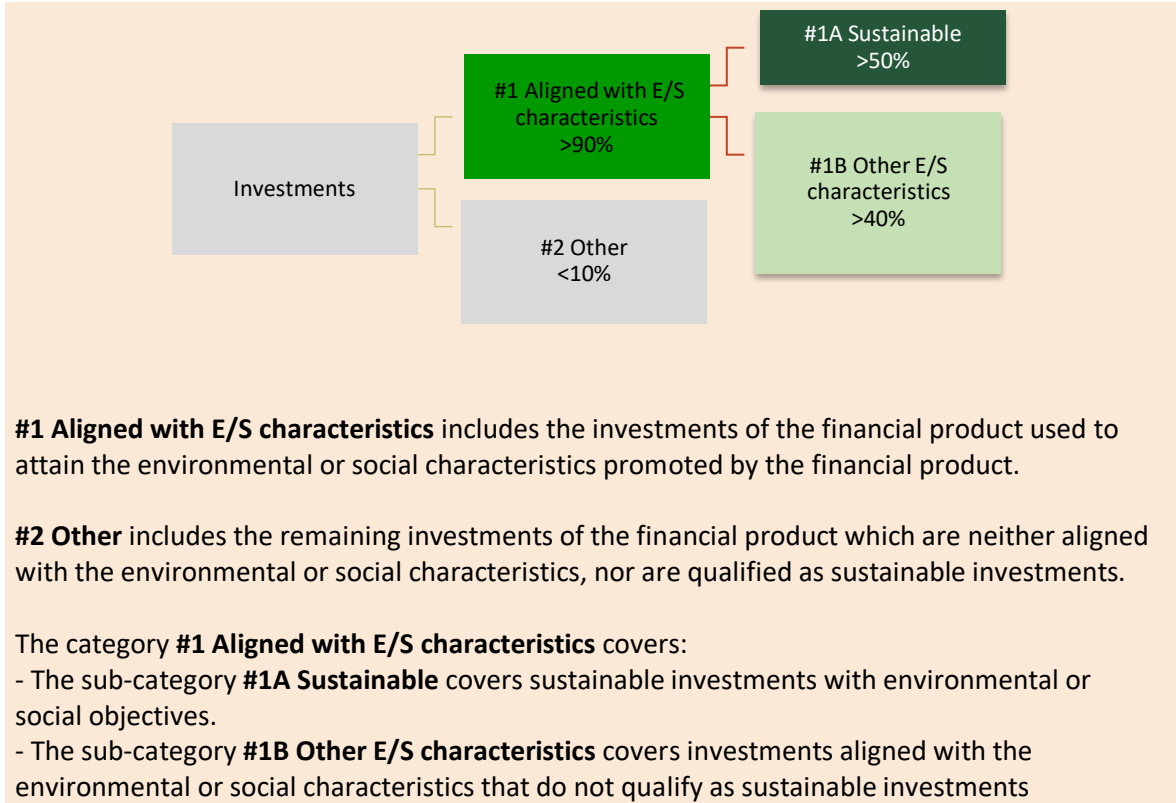 #1A Sustainable
>50%
#1 Aligned with E/S
characteristics
>90%
#1B Other E/S
characteristics
>40%
Investments
#2 Other
<10%
#1 Aligned with E/S characteristics includes the investments of the financial product used to
attain the environmental or social characteristics promoted by the financial product.
#2 Other includes the remaining investments of the financial product which are neither aligned
with the environmental or social characteristics, nor are qualified as sustainable investments.
The category #1 Aligned with E/S characteristics covers:
- The sub-category #1A Sustainable covers sustainable investments with environmental or
social objectives.
- The sub-category #1B Other E/S characteristics covers investments aligned with the
environmental or social characteristics that do not qualify as sustainable investments